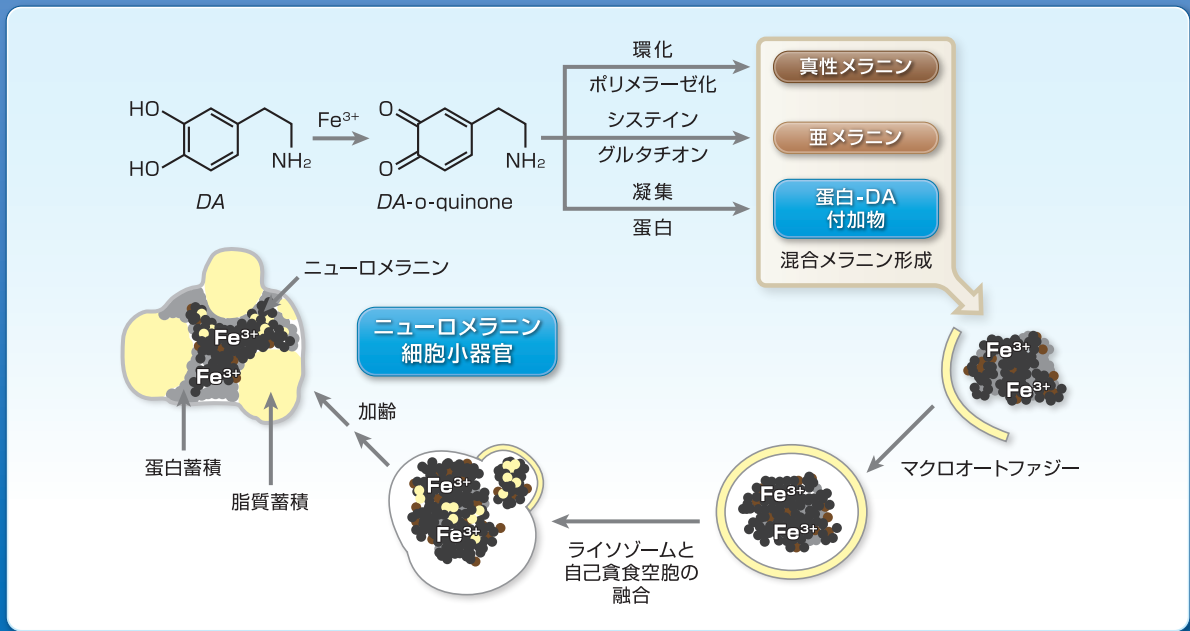 HO
HO
NH₂
DA
Fe³⁺
O
O
NH₂
DA-o-quinone
環化
ポリメラーゼ化
システイン
グルタチオン
凝集
蛋白
真性メラニン
亜メラニン
蛋白-DA
付加物
混合メラニン形成
Fe³⁺
Fe³⁺
マクロオートファジー
Fe³⁺
Fe³⁺
ライソゾームと
自己貪食空胞の
融合
Fe³⁺
Fe³⁺
加齢
ニューロメラニン
細胞小器官
ニューロメラニン
Fe³⁺
Fe³⁺
蛋白蓄積
脂質蓄積